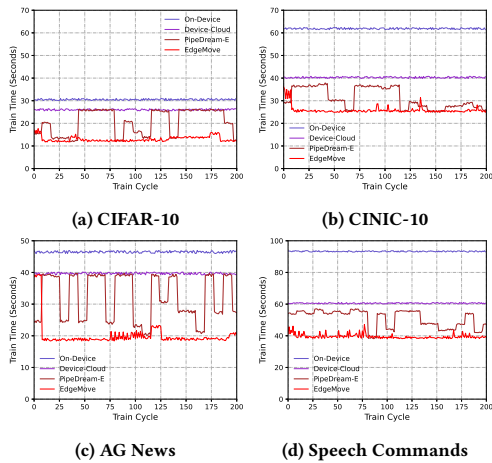 70
60
50
40
30
20
10
0
Train Time (Seconds)
On-Device
Device-Cloud
PipeDream-E
EdgeMove
0 25 50 75 100 125 150 175 200
Train Cycle
(a) CIFAR-10
70
60
50
40
30
20
10
0
Train Time (Seconds)
On-Device
Device-Cloud
PipeDream-E
EdgeMove
0 25 50 75 100 125 150 175 200
Train Cycle
(b) CINIC-10
50
40
30
20
10
0
Train Time (Seconds)
On-Device
Device-Cloud
PipeDream-E
EdgeMove
0 25 50 75 100 125 150 175 200
Train Cycle
(c) AG News
100
80
60
40
20
0
Train Time (Seconds)
On-Device
Device-Cloud
PipeDream-E
EdgeMove
0 25 50 75 100 125 150 175 200
Train Cycle
(d) Speech Commands